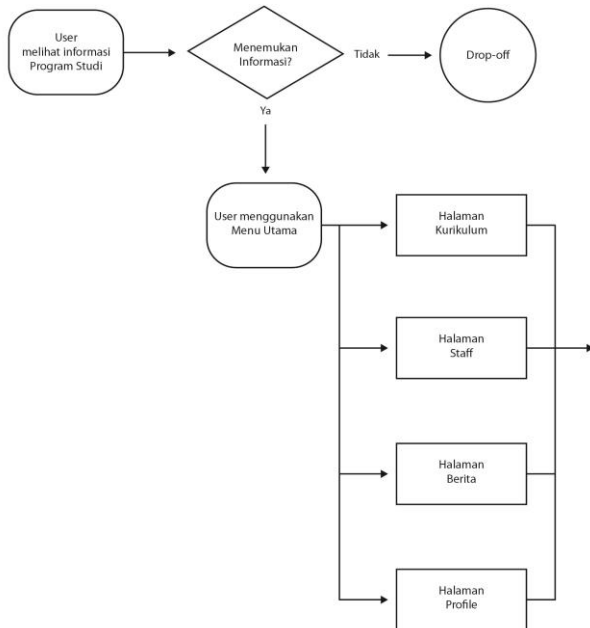 User
melihat informasi
Program Studi
Menemukan
Informasi?
Tidak
Drop-off
Ya
User menggunakan
Menu Utama
Halaman
Kurikulum
Halaman
Staff
Halaman
Berita
Halaman
Profile